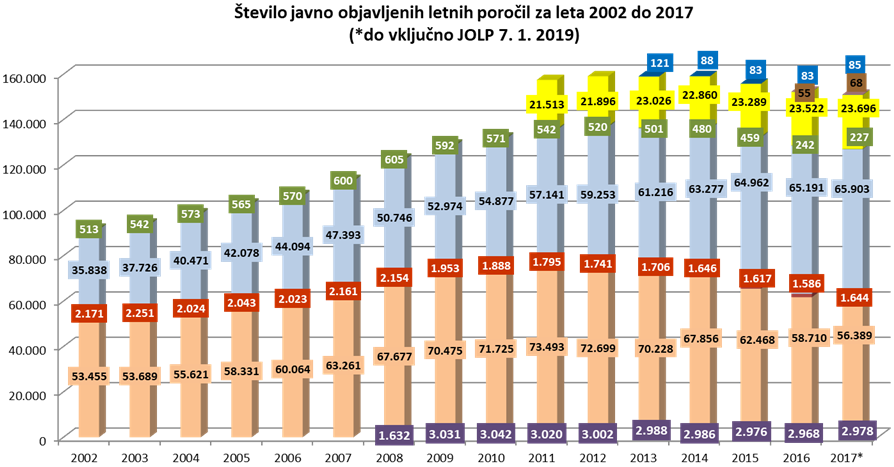 Število javno objavljenih letnih poročil za leta 2002 do 2017
(*do vključno JOLP 7. 1. 2019)
121 88 83 83 85
55 68
160.000
21.513 21.896 23.026 22.860 23.289 23.522 23.696
140.000
605 592 571 542 520 501 480 459 242 227
120.000
513 542 573 565 570 600
100.000
35.838 37.726 40.471 42.078 44.094 47.393 50.746 52.974 54.877 57.141 59.253 61.216 63.277 64.962 65.191 65.903
80.000
2.171 2.251 2.024 2.043 2.023 2.161 2.154 1.953 1.888 1.795 1.741 1.706 1.646 1.617 1.586 1.644
60.000
40.000
53.455 53.689 55.621 58.331 60.064 63.261 67.677 70.475 71.725 73.493 72.699 70.228 67.856 62.468 58.710 56.389
20.000
1.632 3.031 3.042 3.020 3.002 2.988 2.986 2.976 2.968 2.978
0
2002 2003 2004 2005 2006 2007 2008 2009 2010 2011 2012 2013 2014 2015 2016 2017*